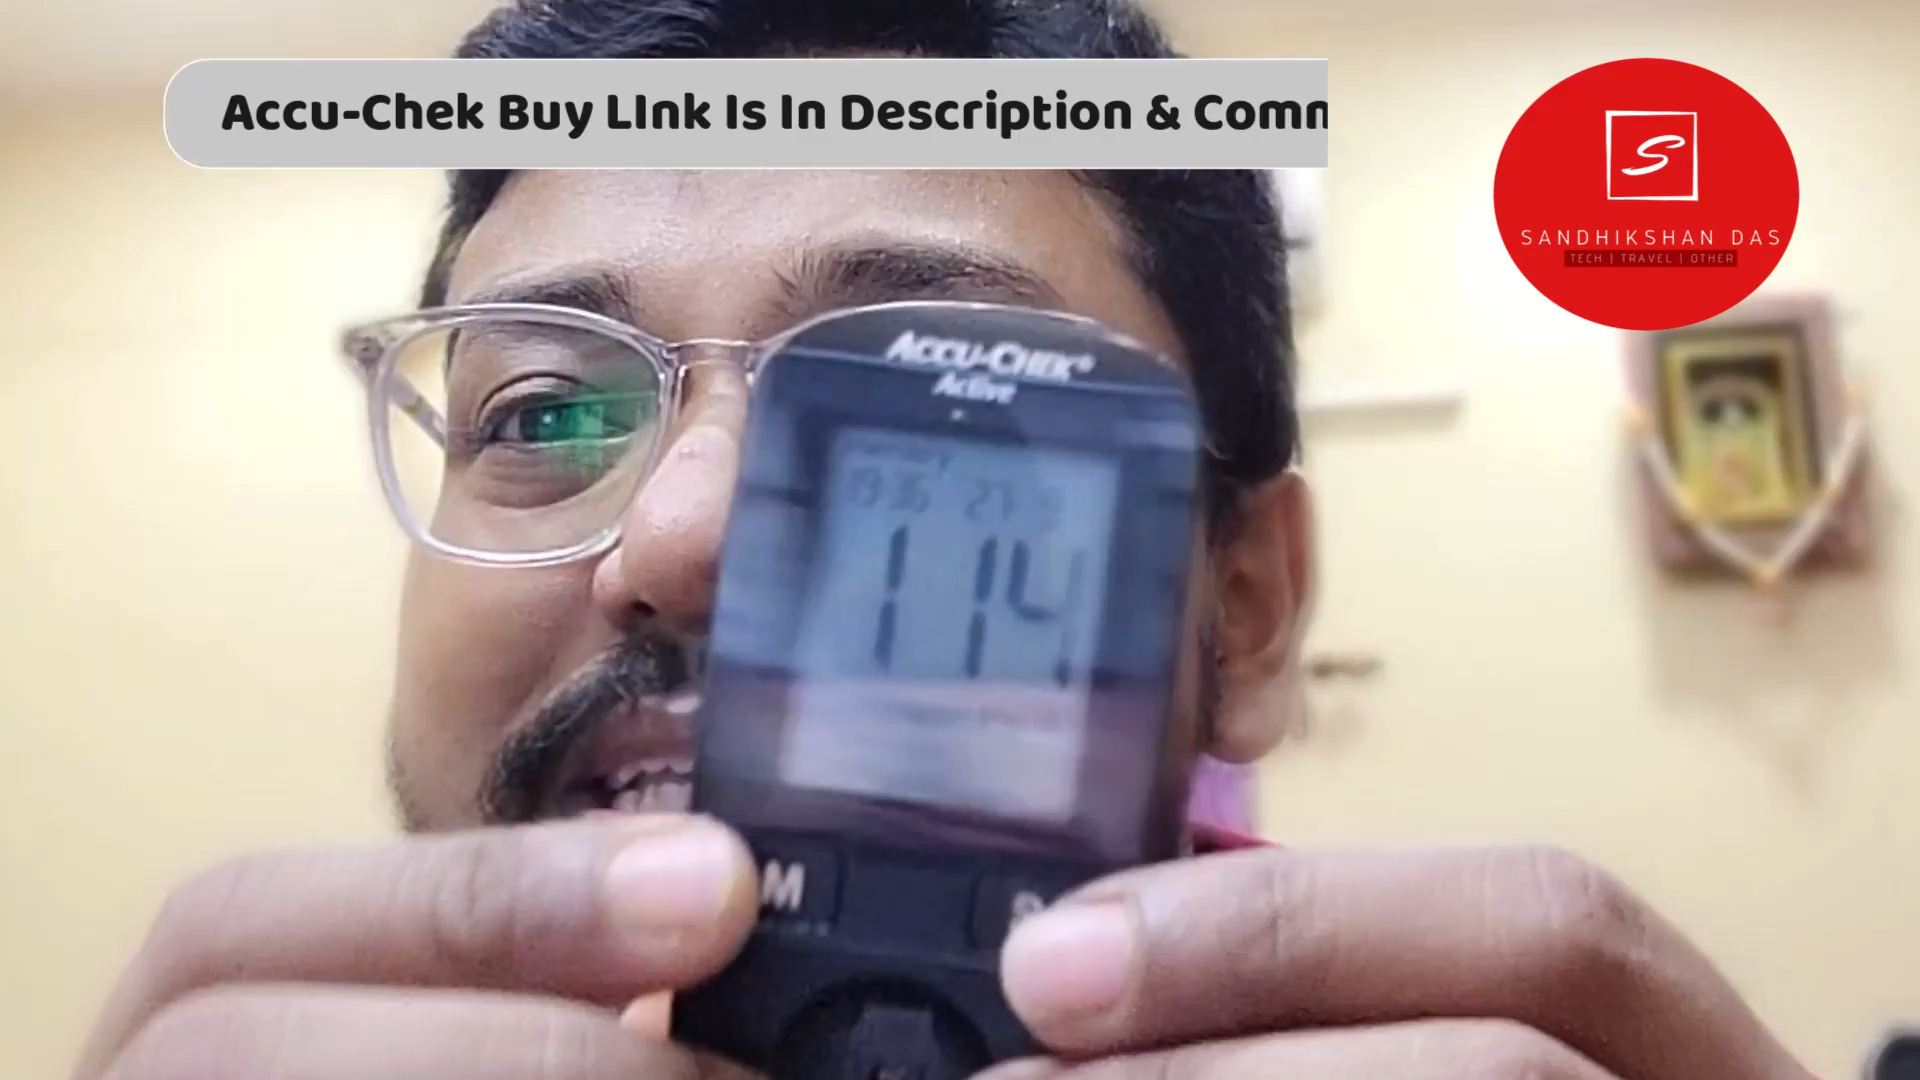 Accu-Chek Buy LInk Is In Description & Comm
S
SANDHIKSHAN DAS
TECH | TRAVEL | OTHER
ACCU-CHEK®
Active
114
M